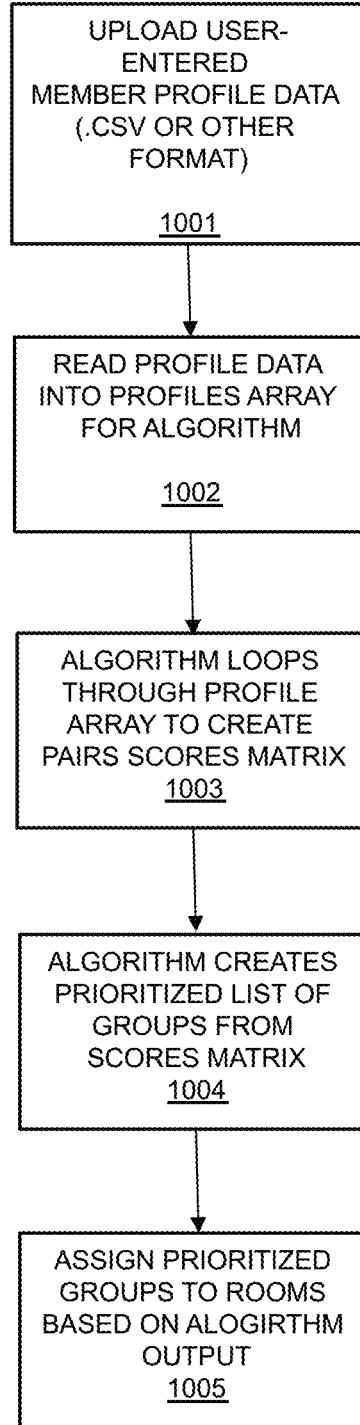 UPLOAD USER-
ENTERED
MEMBER PROFILE DATA
(.CSV OR OTHER
FORMAT)
1001
READ PROFILE DATA
INTO PROFILES ARRAY
FOR ALGORITHM
1002
ALGORITHM LOOPS
THROUGH PROFILE
ARRAY TO CREATE
PAIRS SCORES MATRIX
1003
ALGORITHM CREATES
PRIORITIZED LIST OF
GROUPS FROM
SCORES MATRIX
1004
ASSIGN PRIORITIZED
GROUPS TO ROOMS
BASED ON ALOGIRTHM
OUTPUT
1005